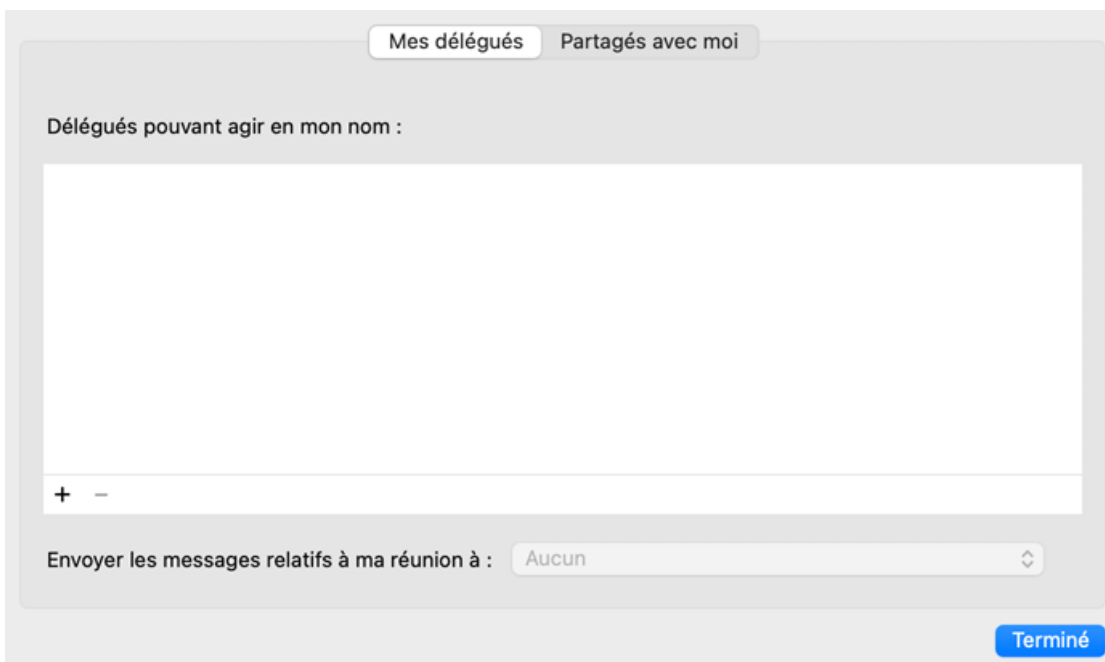 Mes délégués Partagés avec moi
Délégués pouvant agir en mon nom :
+ −
Envoyer les messages relatifs à ma réunion à : Aucun
Terminé